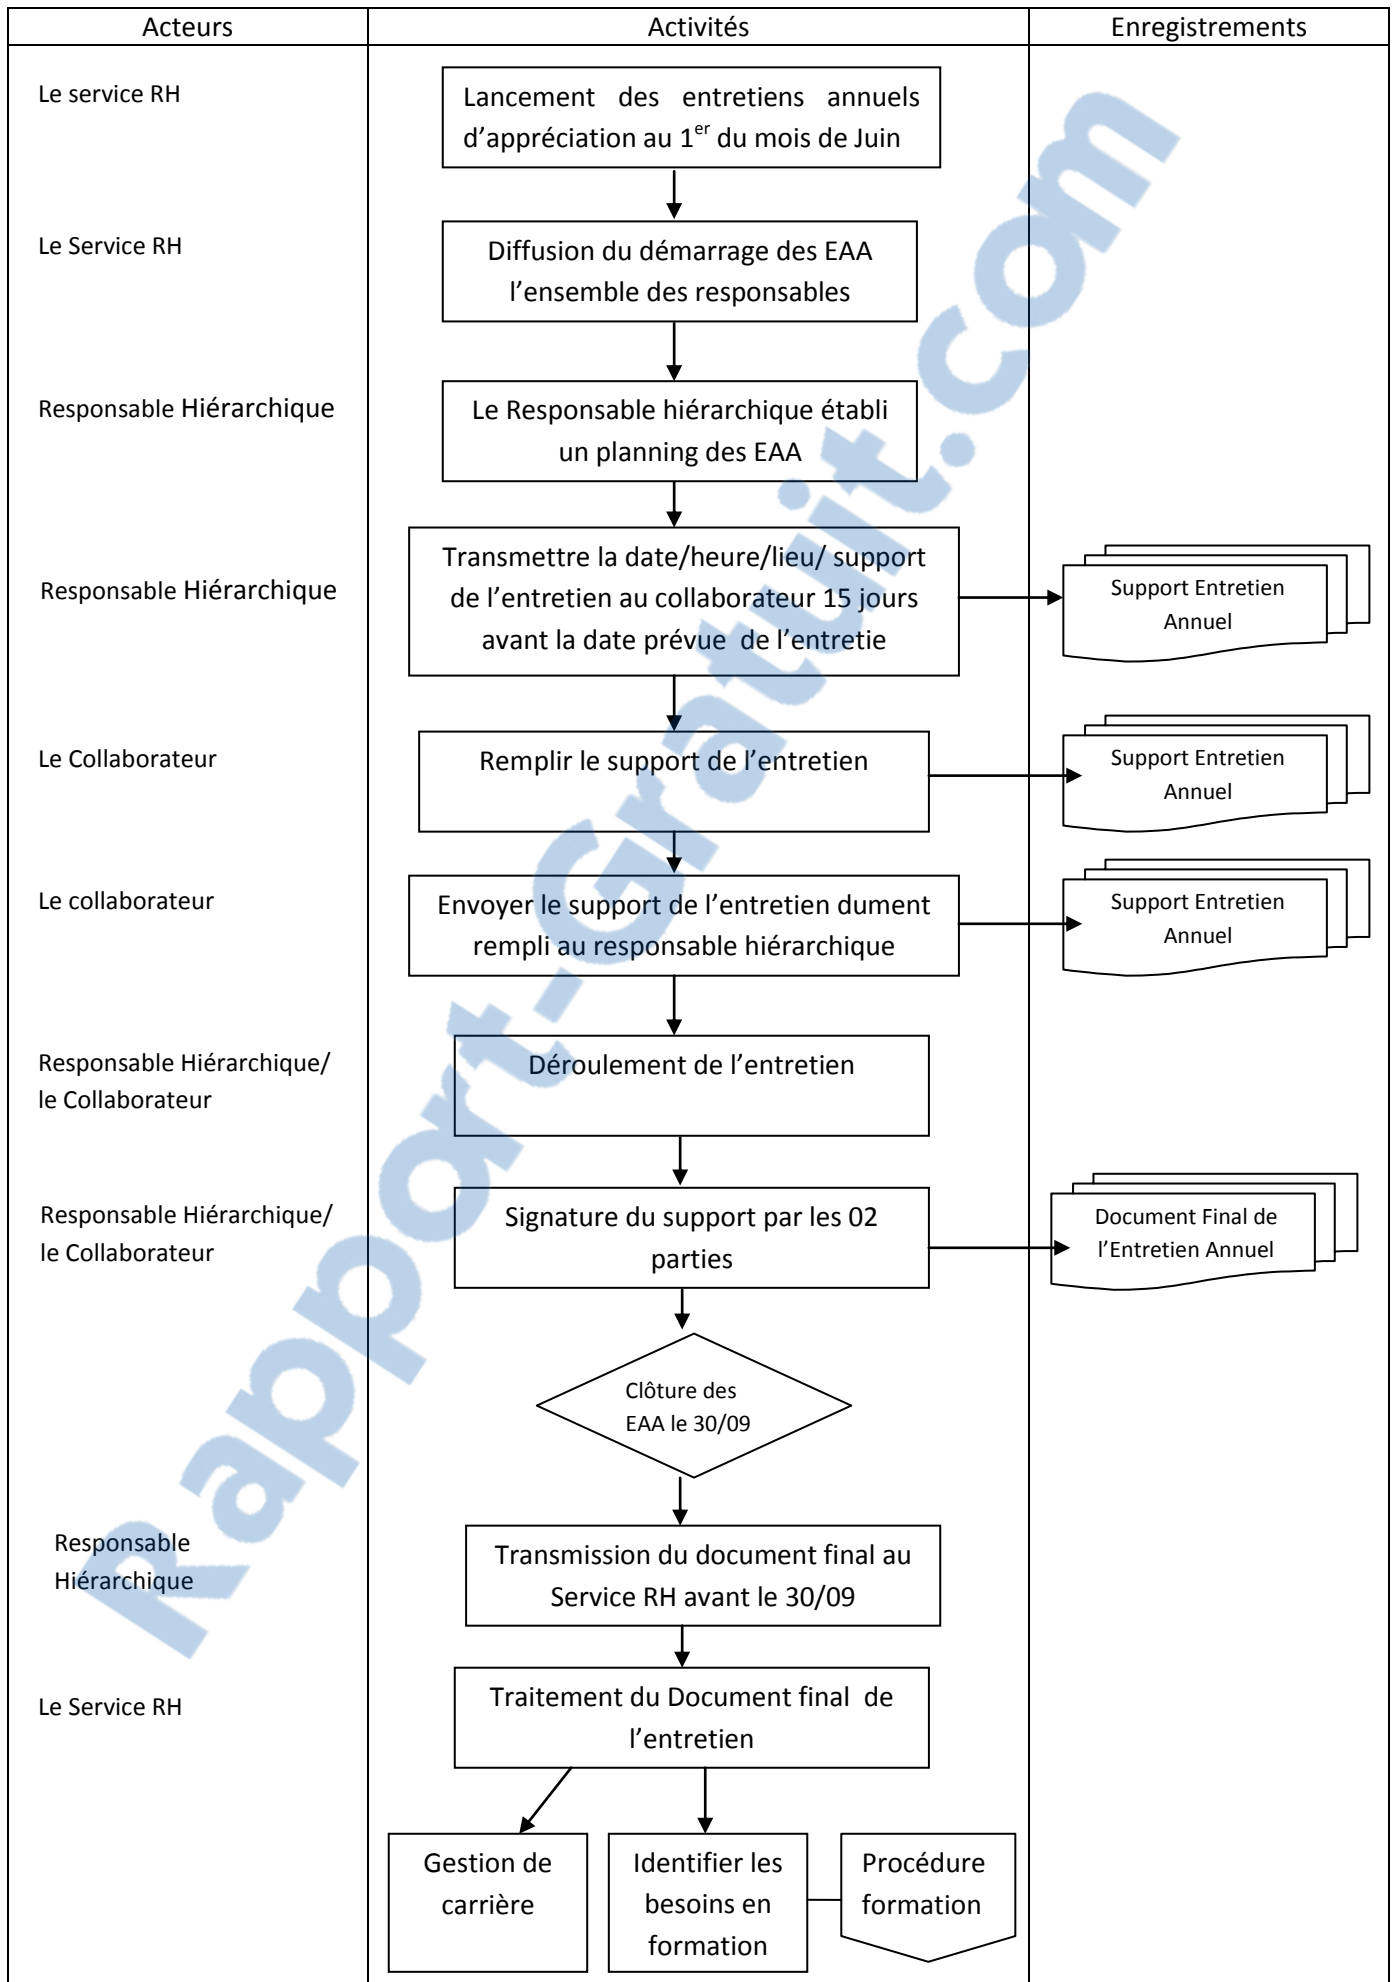 Acteurs
Activités
Enregistrements
Le service RH
Lancement des entretiens annuels
d’appréciation au 1er du mois de Juin
Le Service RH
Diffusion du démarrage des EAA
l’ensemble des responsables
Responsable Hiérarchique
Le Responsable hiérarchique établi
un planning des EAA
Responsable Hiérarchique
Transmettre la date/heure/lieu/ support
de l’entretien au collaborateur 15 jours
avant la date prévue de l’entretie
Support Entretien
Annuel
Le Collaborateur
Remplir le support de l’entretien
Support Entretien
Annuel
Le collaborateur
Envoyer le support de l’entretien dument
rempli au responsable hiérarchique
Support Entretien
Annuel
Responsable Hiérarchique/
le Collaborateur
Déroulement de l’entretien
Responsable Hiérarchique/
le Collaborateur
Signature du support par les 02
parties
Document Final de
l’Entretien Annuel
Clôture des
EAA le 30/09
Responsable
Hiérarchique
Transmission du document final au
Service RH avant le 30/09
Le Service RH
Traitement du Document final de
l’entretien
Gestion de
carrière
Identifier les
besoins en
formation
Procédure
formation
Rapport-Gratuit.com